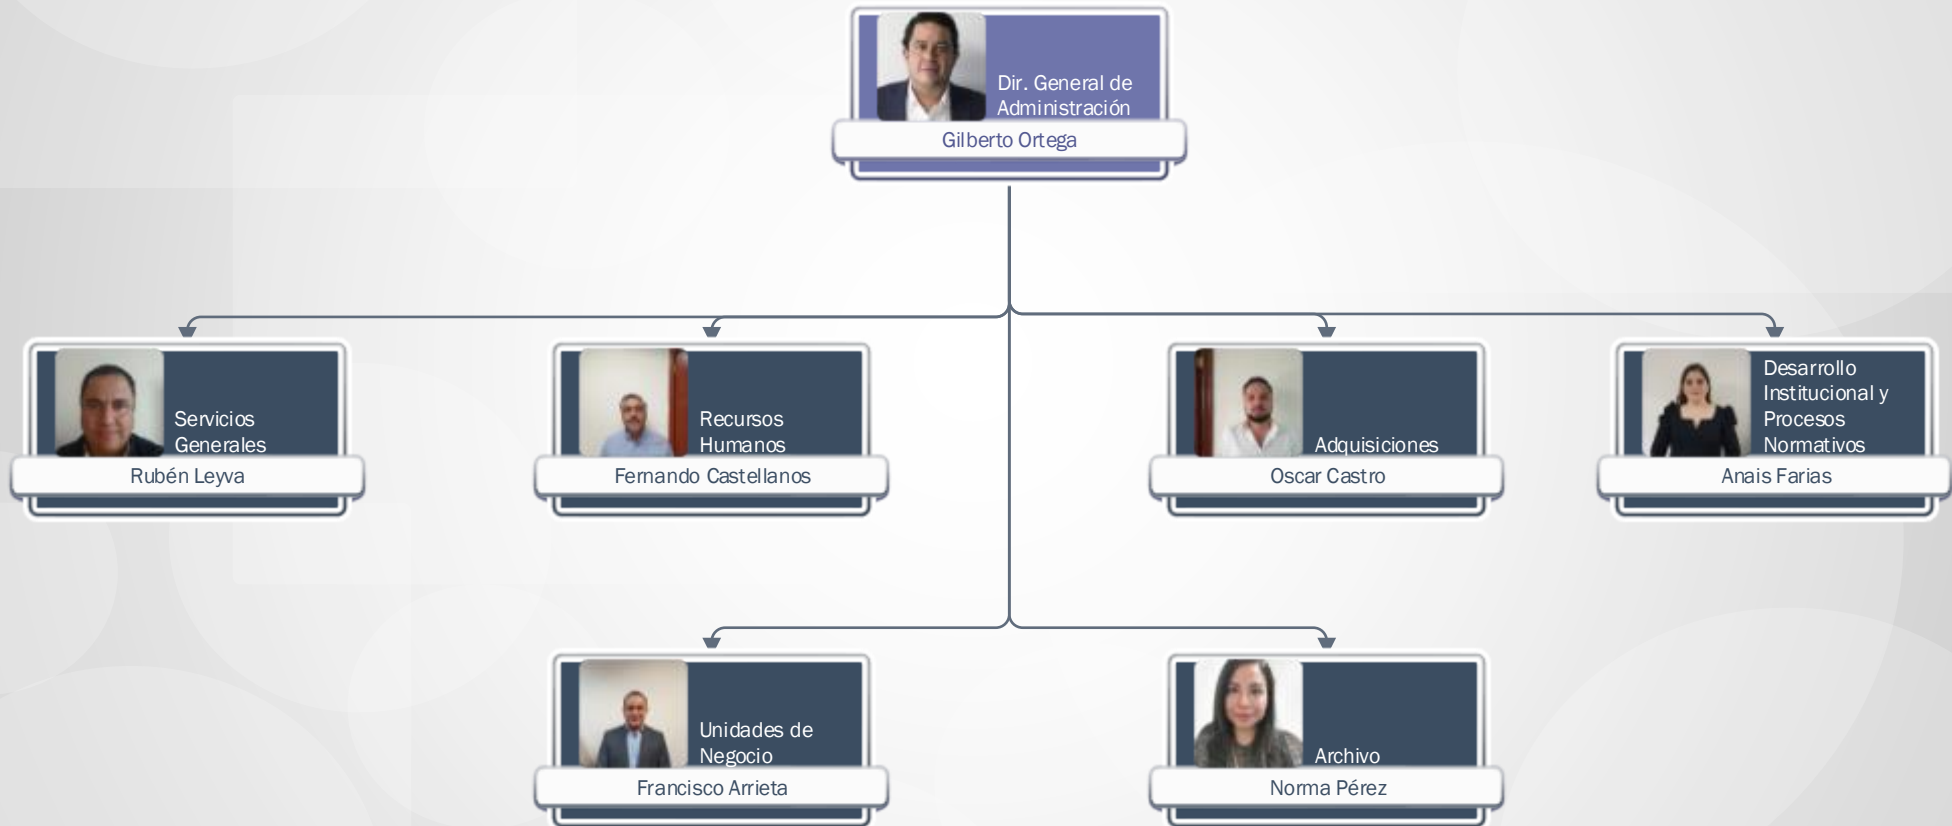 Dir. General de
Administración
Gilberto Ortega
Servicios
Generales
Rubén Leyva
Recursos
Humanos
Fernando Castellanos
Adquisiciones
Oscar Castro
Desarrollo
Institucional y
Procesos
Normativos
Anais Farias
Unidades de
Negocio
Francisco Arrieta
Archivo
Norma Pérez